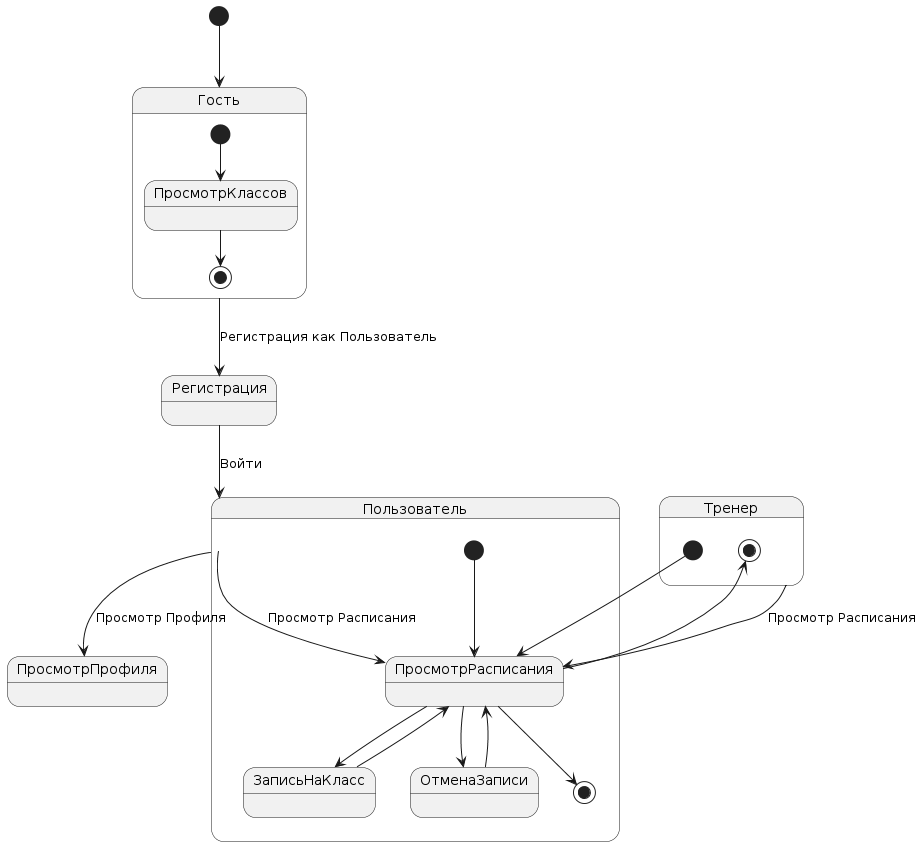 Гость
ПросмотрКлассов
Регистрация как Пользователь
Регистрация
Войти
Пользователь
Тренер
Просмотр Профиля
Просмотр Расписания
Просмотр Расписания
ПросмотрПрофиля
ПросмотрРасписания
ЗаписьНаКласс
ОтменаЗаписи